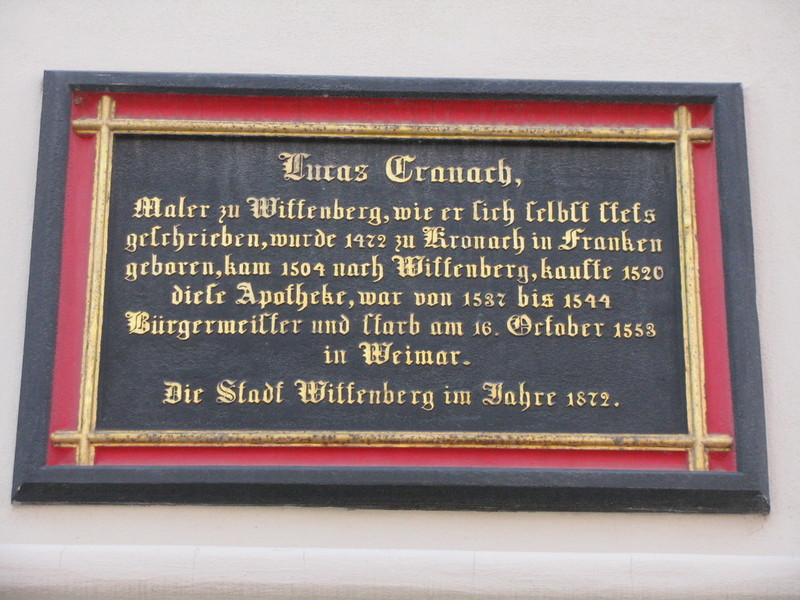 Lucas Cranach,
Maler zu Wittenberg, wie er sich selbst stets
geschrieben, wurde 1472 zu Kronach in Franken
geboren, kam 1504 nach Wittenberg, kaufte 1520
diese Apotheke, war von 1537 bis 1544
Bürgermeister und starb am 16. October 1553
in Weimar.
Die Stadt Wittenberg im Jahre 1872.